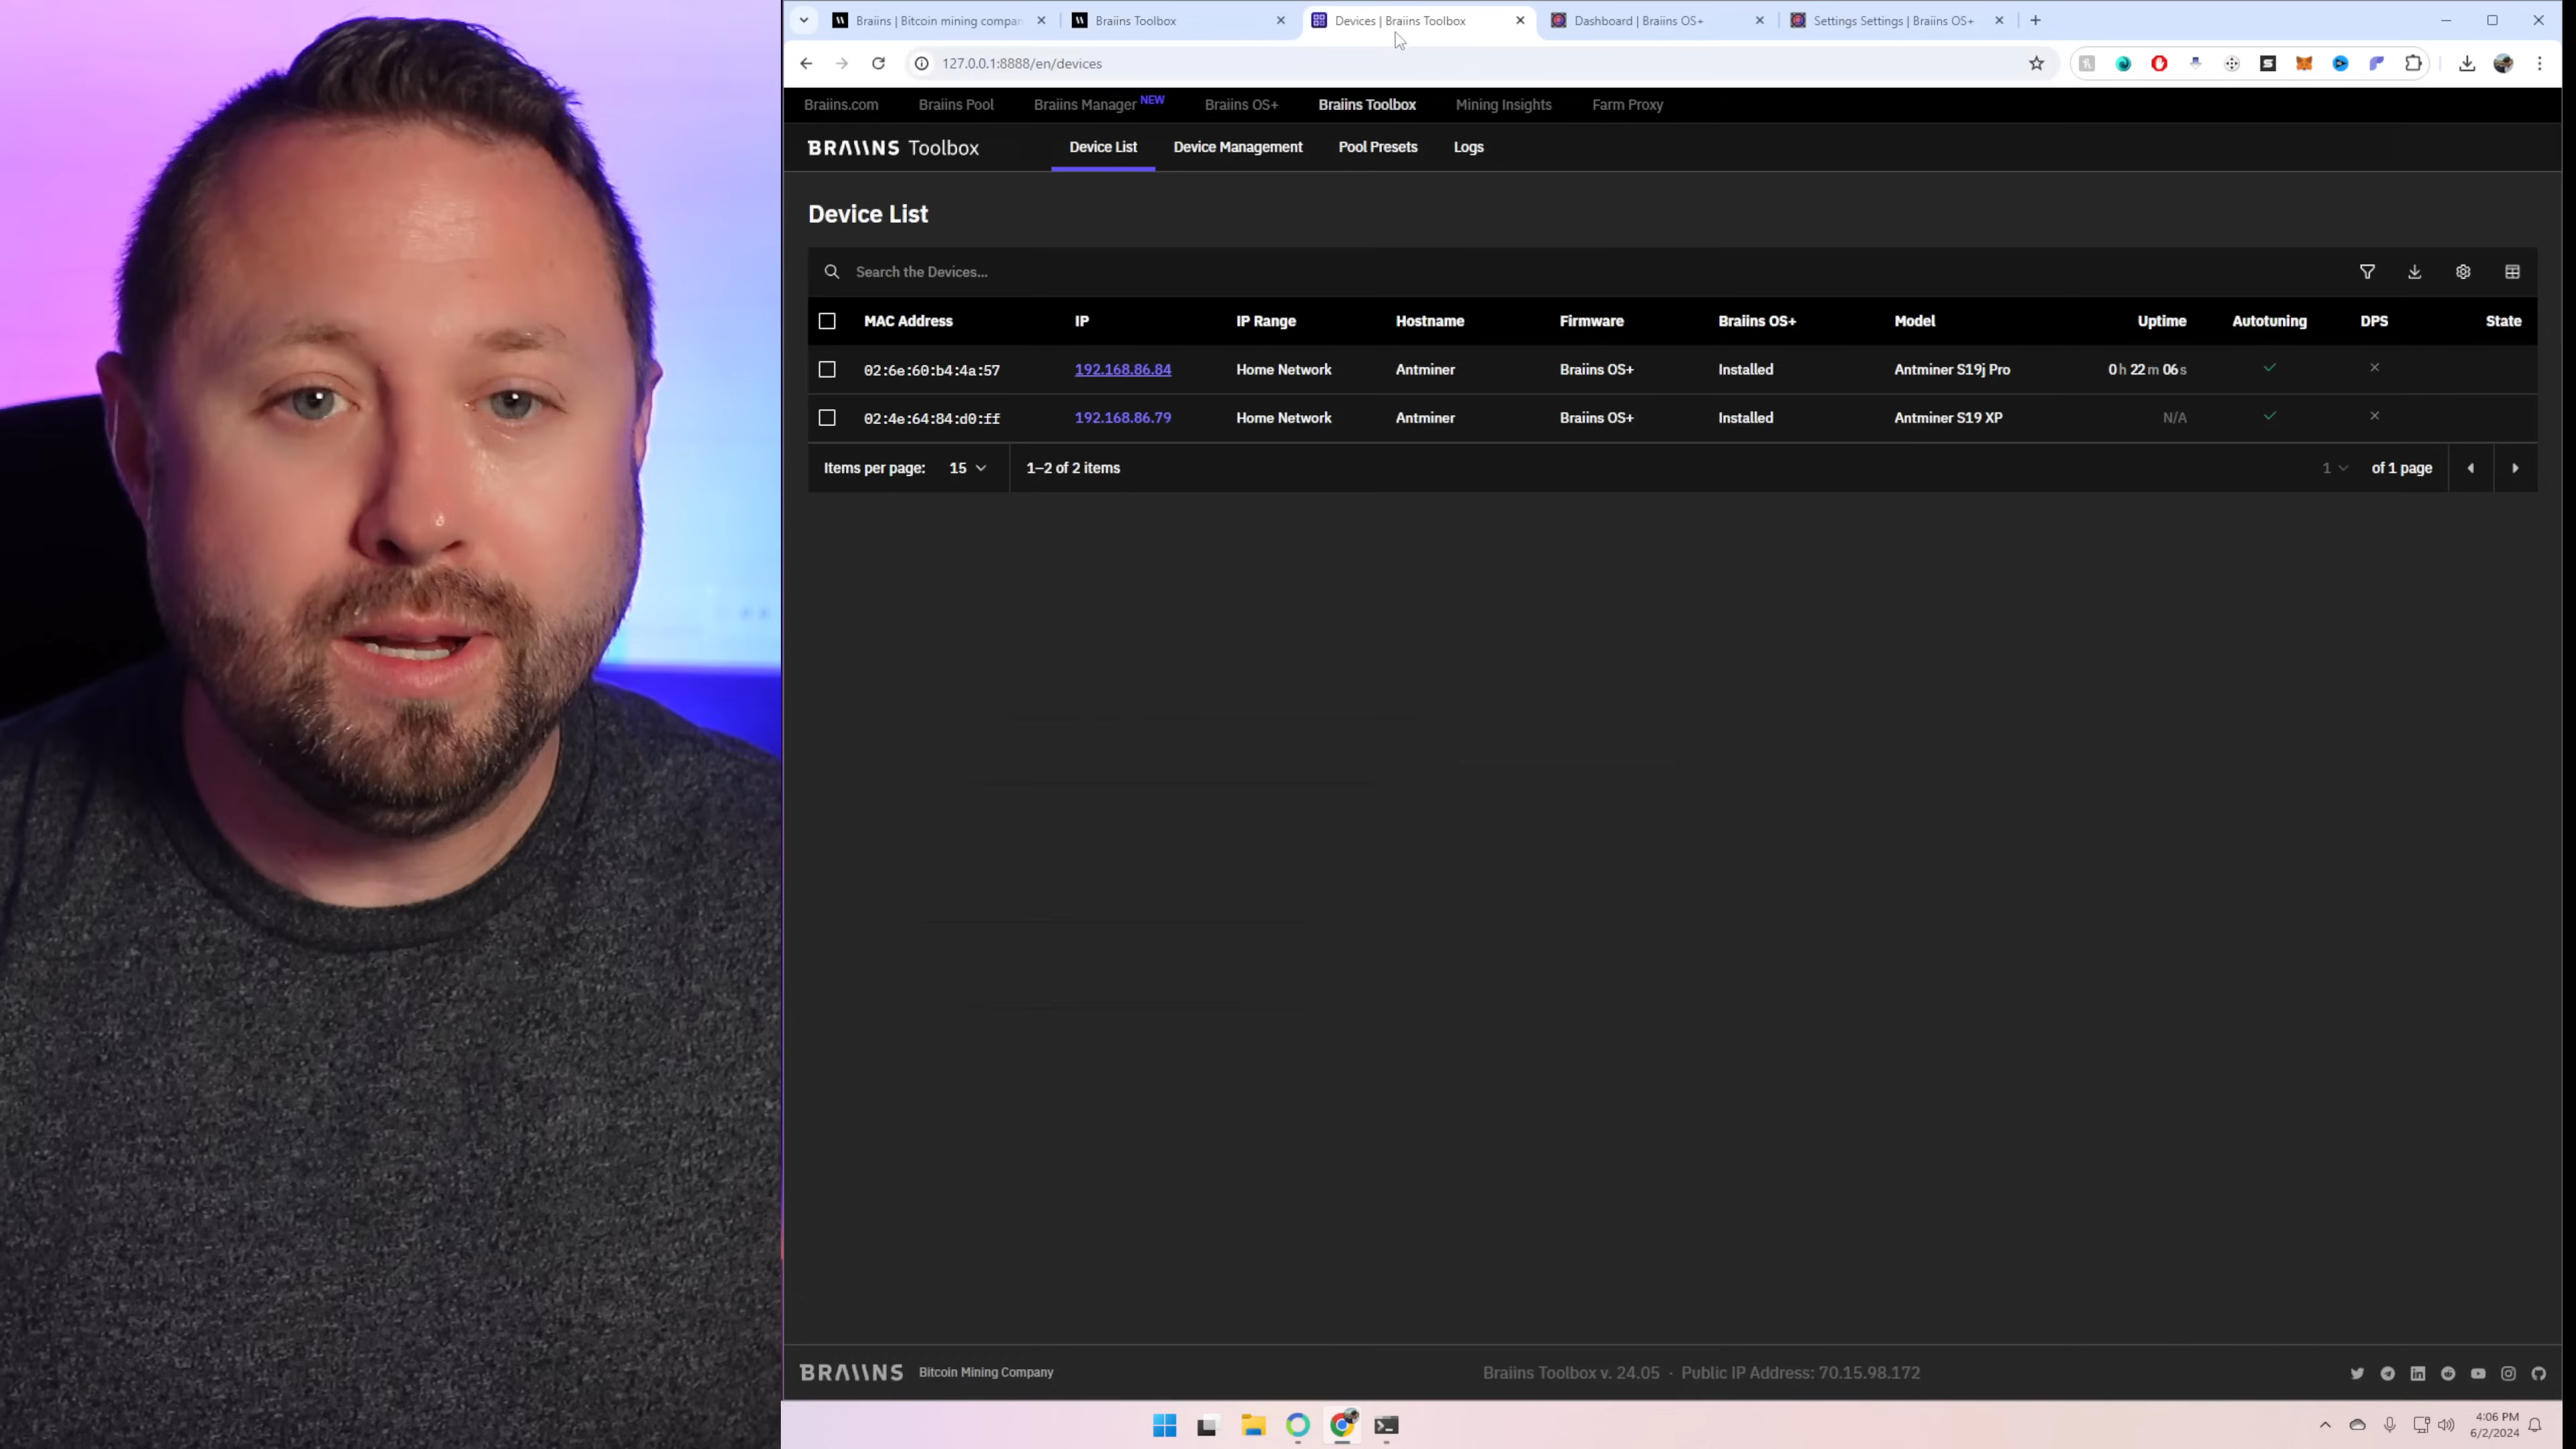 Braiins | Bitcoin mining compan
Braiins Toolbox
Devices | Braiins Toolbox
Dashboard | Braiins OS+
Settings Settings | Braiins OS+
127.0.0.1:8888/en/devices
Braiins.com Braiins Pool Braiins Manager NEW Braiins OS+ Braiins Toolbox Mining Insights Farm Proxy
BRAIINS Toolbox Device List Device Management Pool Presets Logs
Device List
Search the Devices...
MAC Address IP IP Range Hostname Firmware Braiins OS+ Model Uptime Autotuning DPS State
02:6e:60:b4:4a:57 192.168.86.84 Home Network Antminer Braiins OS+ Installed Antminer S19j Pro 0 h 22 m 06 s
02:4e:64:84:d0:ff 192.168.86.79 Home Network Antminer Braiins OS+ Installed Antminer S19 XP N/A
Items per page: 15 1–2 of 2 items 1 of 1 page
BRAIINS Bitcoin Mining Company Braiins Toolbox v. 24.05 · Public IP Address: 70.15.98.172
4:06 PM
6/2/2024